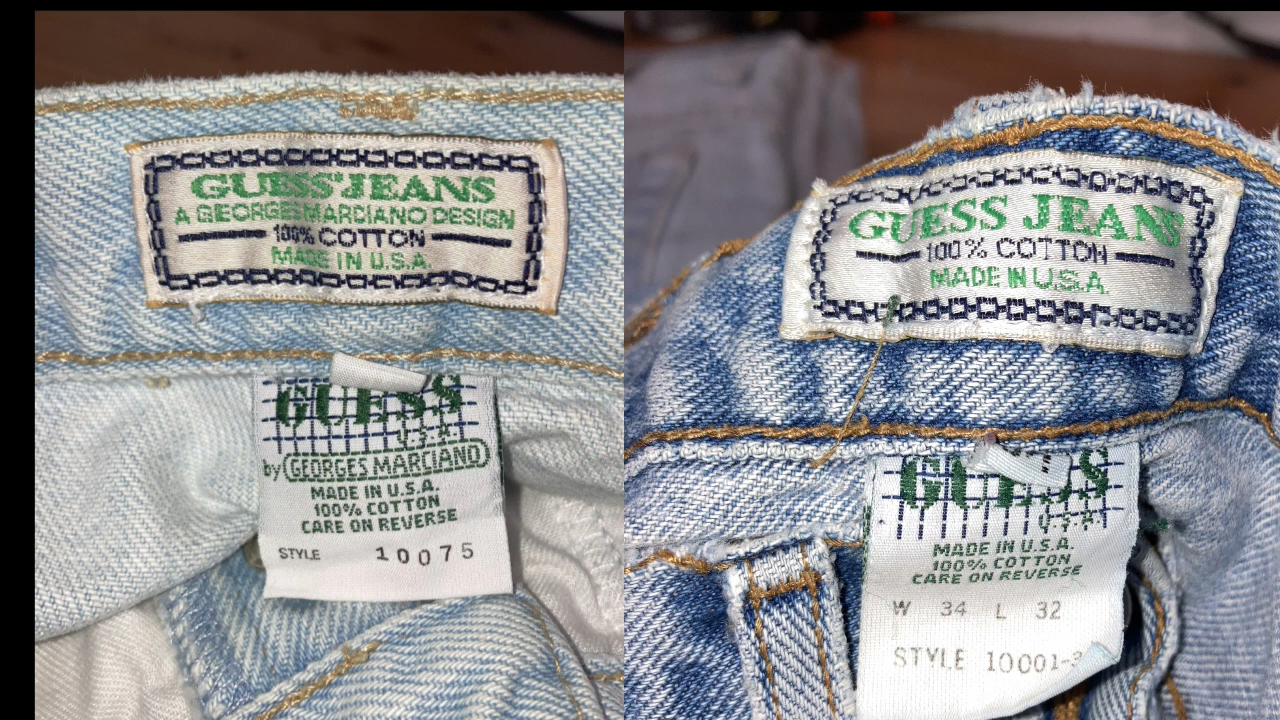 GUESS'JEANS
A GEORGES MARCIANO DESIGN
100% COTTON
MADE IN U.S.A.
GUESS
U.S.A.
by GEORGES MARCIANO
MADE IN U.S.A.
100% COTTON
CARE ON REVERSE
STYLE 10075
GUESS JEANS
100% COTTON
MADE IN U.S.A.
GUESS
U.S.A.
MADE IN U.S.A.
100% COTTON
CARE ON REVERSE
W 34 L 32
STYLE 10001-